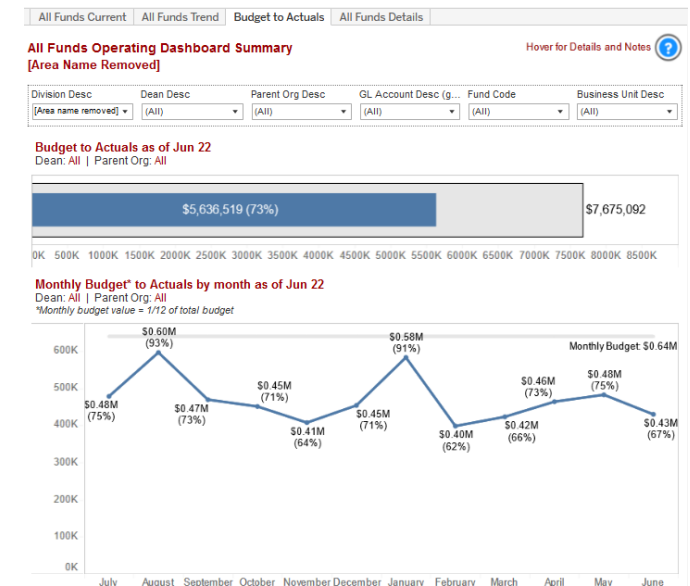 All Funds Current All Funds Trend Budget to Actuals All Funds Details
All Funds Operating Dashboard Summary
Hover for Details and Notes ?
[Area Name Removed]
Division Desc Dean Desc Parent Org Desc GL Account Desc (g... Fund Code Business Unit Desc
[Area name removed] (All) (All) (All) (All) (All)
Budget to Actuals as of Jun 22
Dean: All | Parent Org: All
$5,636,519 (73%) $7,675,092
0K 500K 1000K 1500K 2000K 2500K 3000K 3500K 4000K 4500K 5000K 5500K 6000K 6500K 7000K 7500K 8000K 8500K
Monthly Budget* to Actuals by month as of Jun 22
Dean: All | Parent Org: All
*Monthly budget value = 1/12 of total budget
600K
500K
400K
300K
200K
100K
0K
Monthly Budget: $0.64M
$0.48M
(75%)
$0.60M
(93%)
$0.47M
(73%)
$0.45M
(71%)
$0.41M
(64%)
$0.45M
(71%)
$0.58M
(91%)
$0.40M
(62%)
$0.42M
(66%)
$0.46M
(73%)
$0.48M
(75%)
$0.43M
(67%)
July August September October November December January February March April May June